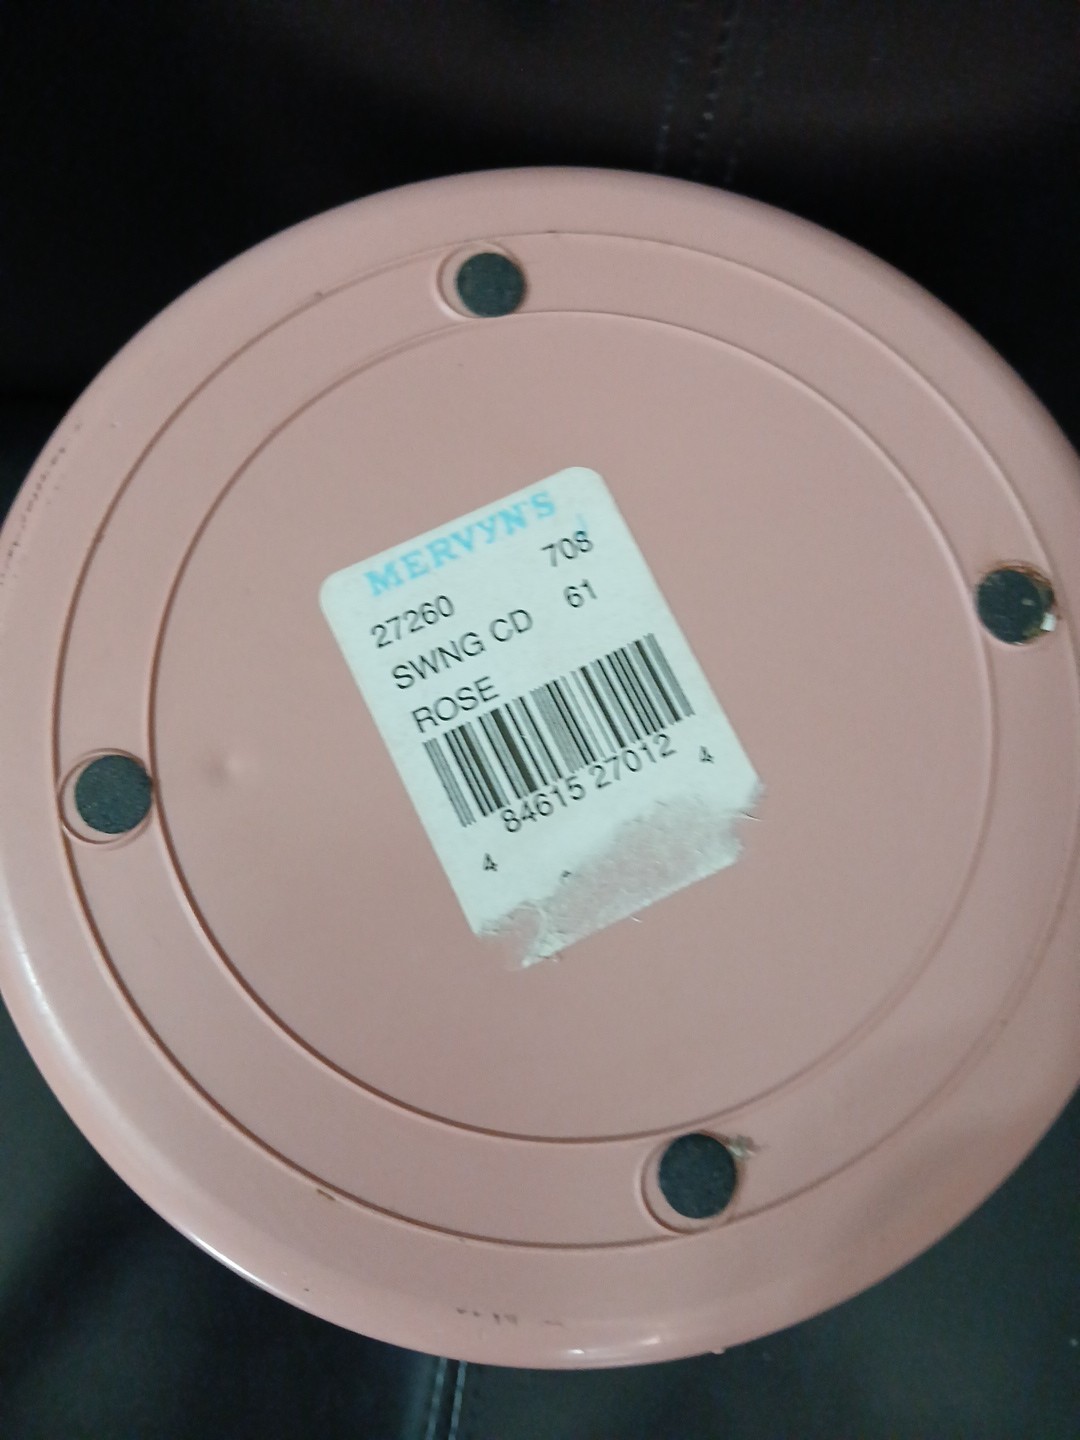 MERVYN'S
27260 708
SWNG CD 61
ROSE
4 84615 27012 4